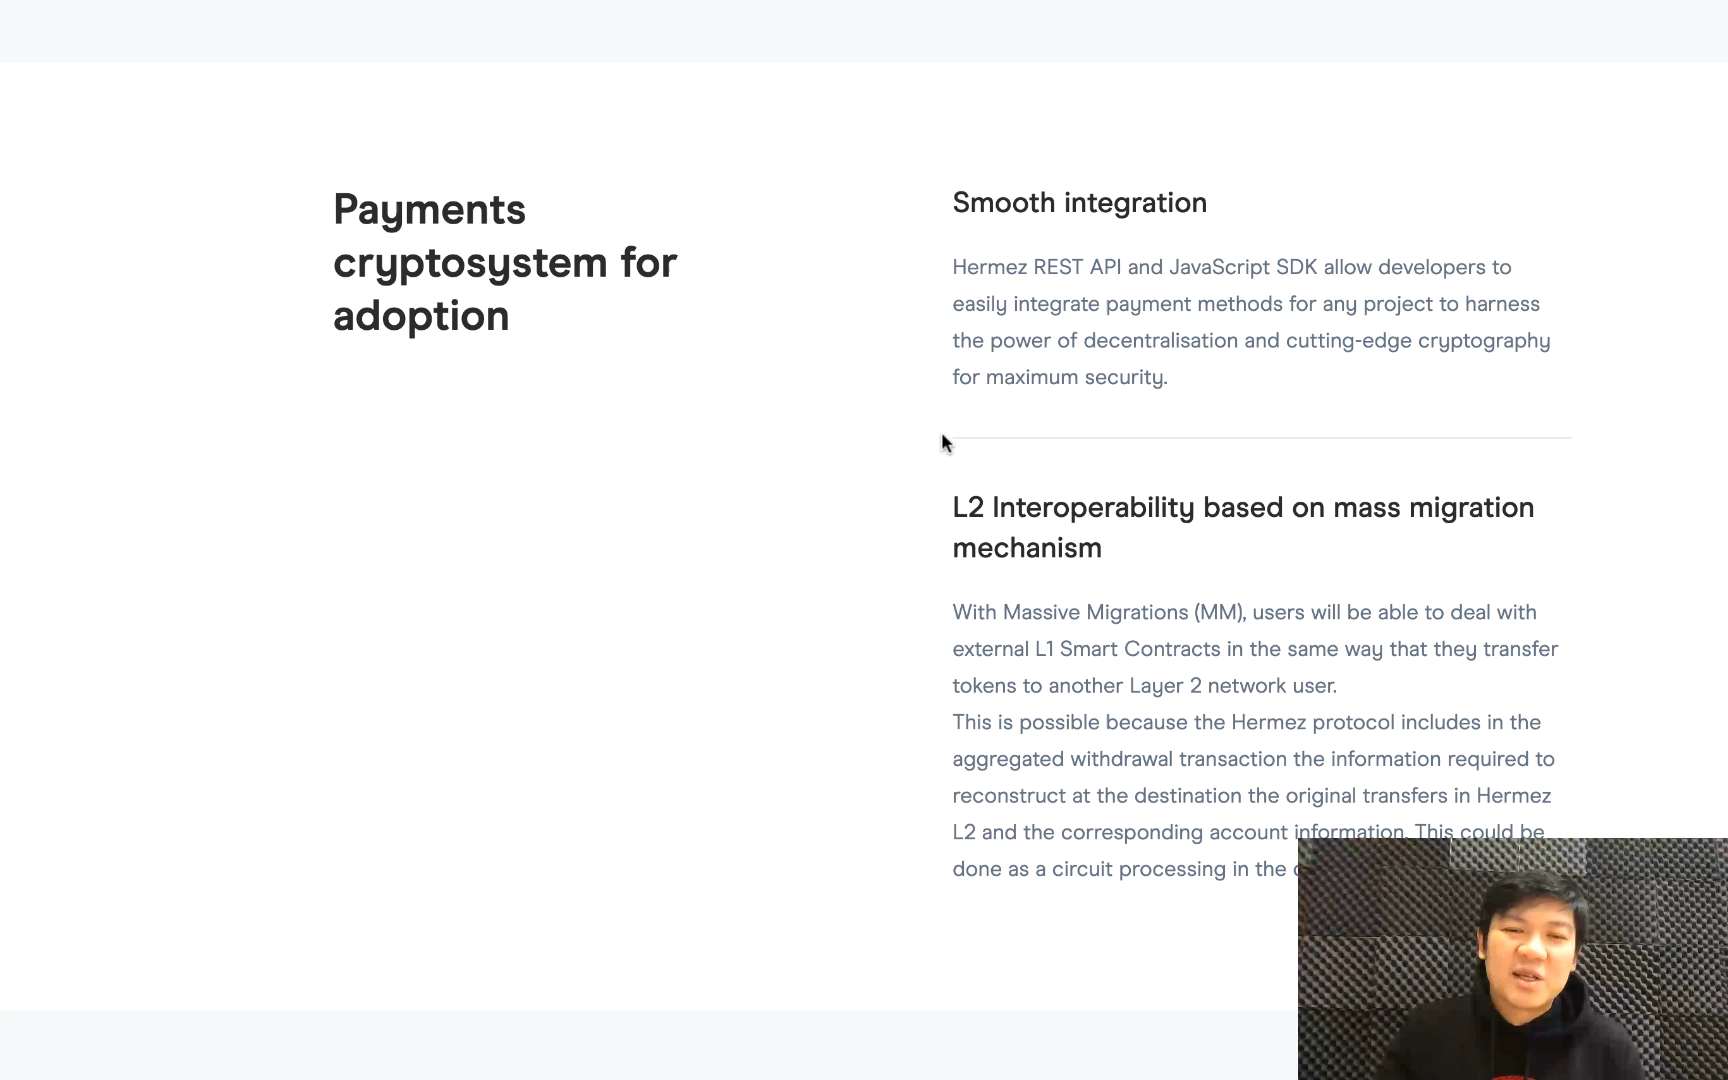 Payments
cryptosystem for
adoption
Smooth integration
Hermez REST API and JavaScript SDK allow developers to
easily integrate payment methods for any project to harness
the power of decentralisation and cutting-edge cryptography
for maximum security.
L2 Interoperability based on mass migration
mechanism
With Massive Migrations (MM), users will be able to deal with
external L1 Smart Contracts in the same way that they transfer
tokens to another Layer 2 network user.
This is possible because the Hermez protocol includes in the
aggregated withdrawal transaction the information required to
reconstruct at the destination the original transfers in Hermez
L2 and the corresponding account information. This could be
done as a circuit processing in the